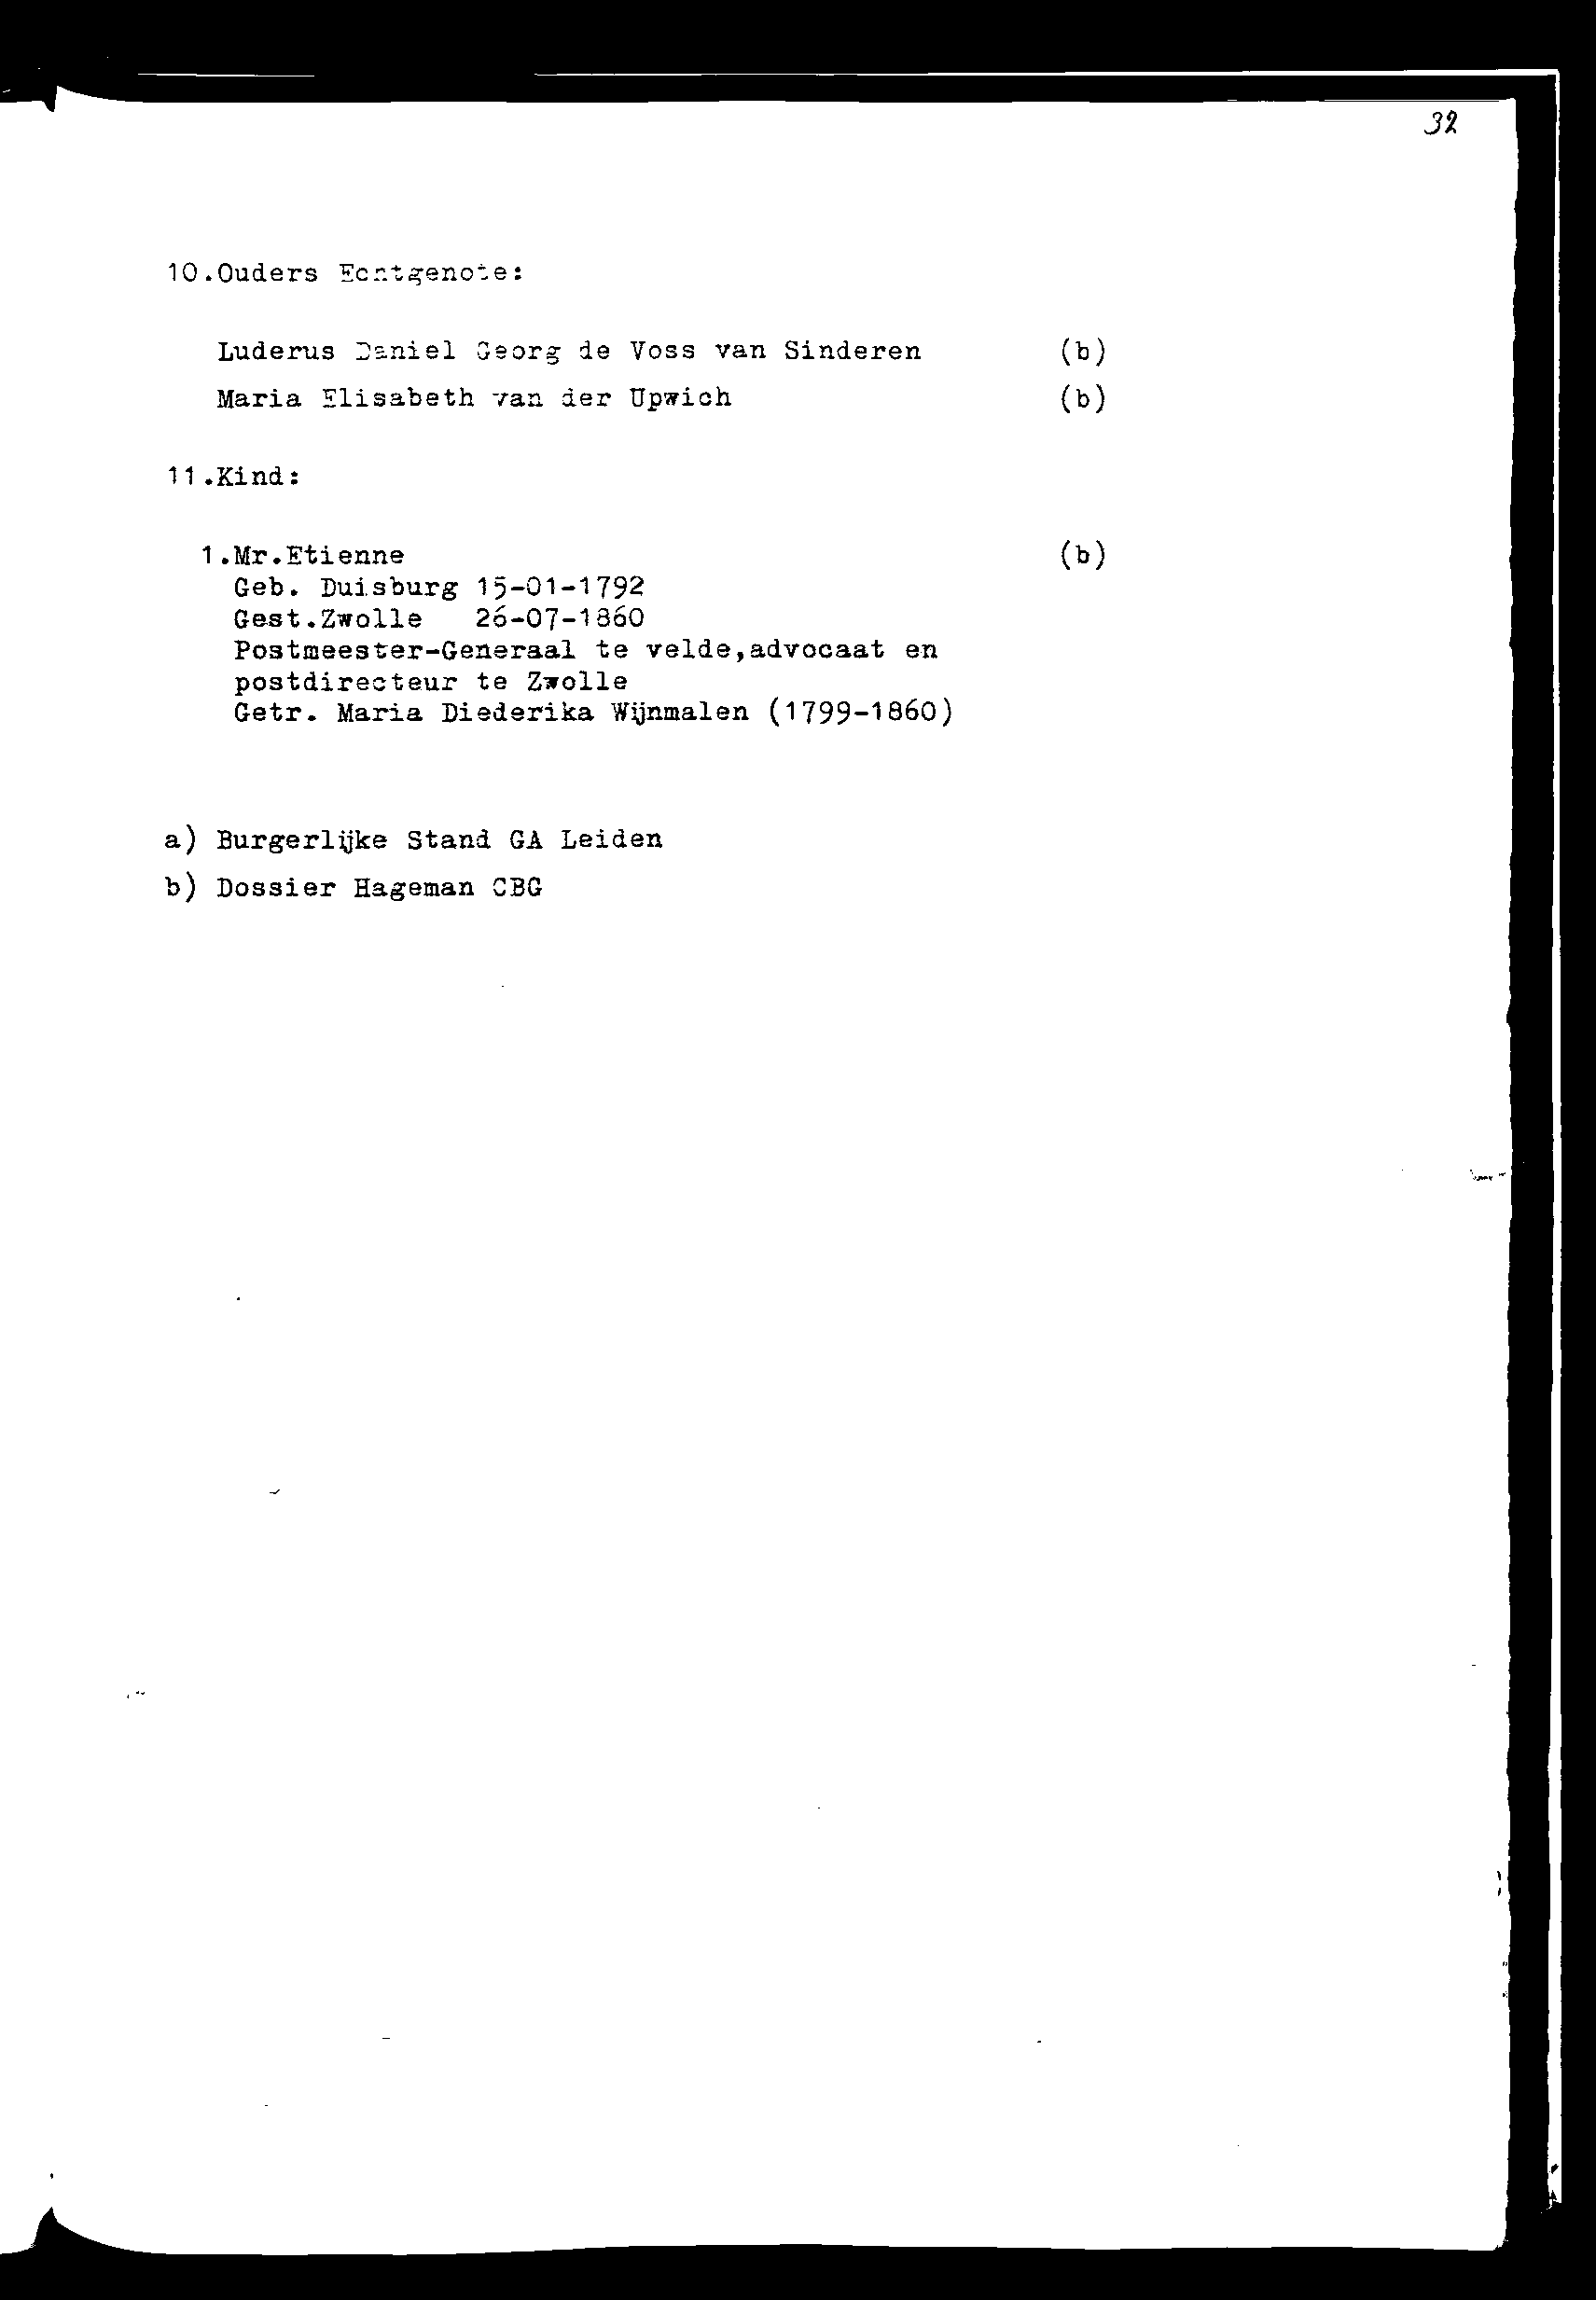 32
10.Ouders Echtgenote:
Luderus Daniel Georg de Voss van Sinderen (b)
Maria Elisabeth van der Upwich (b)
11.Kind:
1.Mr.Etienne (b)
Geb. Duisburg 15-01-1792
Gest.Zwolle 26-07-1860
Postmeester-Generaal te velde,advocaat en
postdirecteur te Zwolle
Getr. Maria Diederika Wijnmalen (1799-1860)
a) Burgerlijke Stand GA Leiden
b) Dossier Hageman CBG